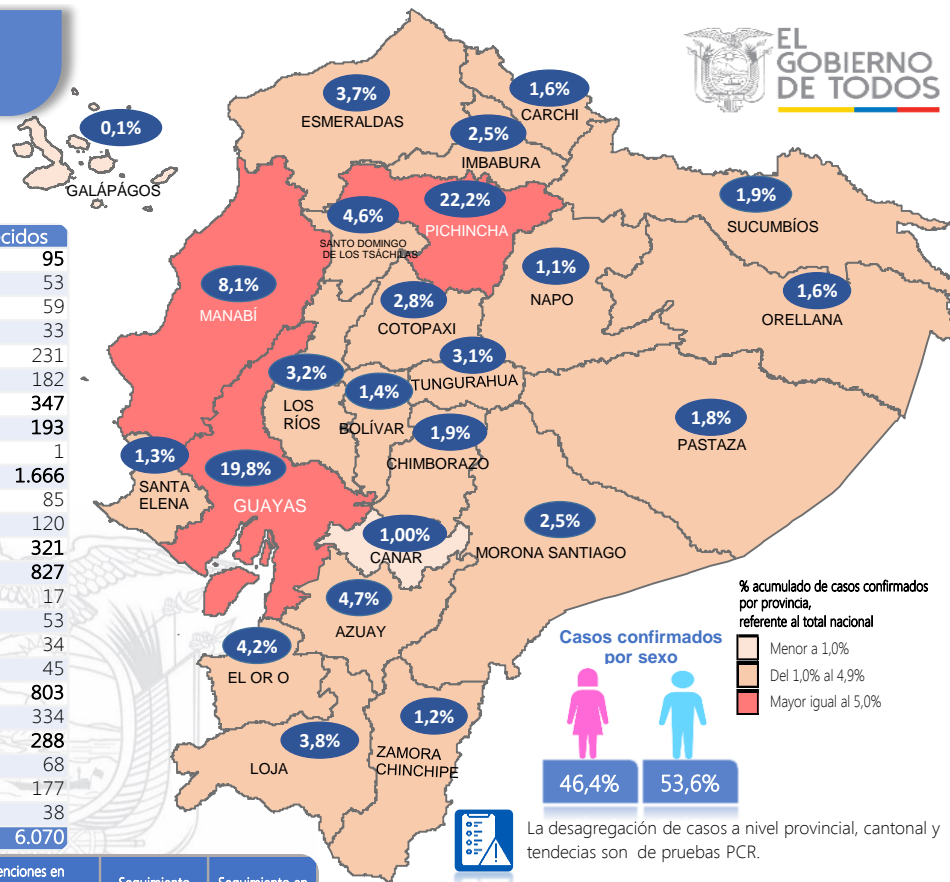 EL
GOBIERNO
DE TODOS
0,1%
GALÁPAGOS
3,7%
ESMERALDAS
1,6%
CARCHI
2,5%
IMBABURA
1,9%
SUCUMBÍOS
4,6%
SANTO DOMINGO
DE LOS TSÁCHILAS
22,2%
PICHINCHA
8,1%
MANABÍ
1,1%
NAPO
1,6%
ORELLANA
2,8%
COTOPAXI
3,1%
TUNGURAHUA
3,2%
LOS
RÍOS
1,4%
BOLÍVAR
1,9%
CHIMBORAZO
1,8%
PASTAZA
1,3%
SANTA
ELENA
19,8%
GUAYAS
1,00%
CAÑAR
2,5%
MORONA SANTIAGO
4,7%
AZUAY
4,2%
EL OR O
3,8%
LOJA
1,2%
ZAMORA
CHINCHIPE
cidos
95
53
59
33
231
182
347
193
1
1.666
85
120
321
827
17
53
34
45
803
334
288
68
177
38
6.070
% acumulado de casos confirmados
por provincia,
referente al total nacional
Menor a 1,0%
Del 1,0% al 4,9%
Mayor igual al 5,0%
Casos confirmados
por sexo
46,4%
53,6%
La desagregación de casos a nivel provincial, cantonal y
tendecias son de pruebas PCR.
enciones en
Seguimiento
Seguimiento en